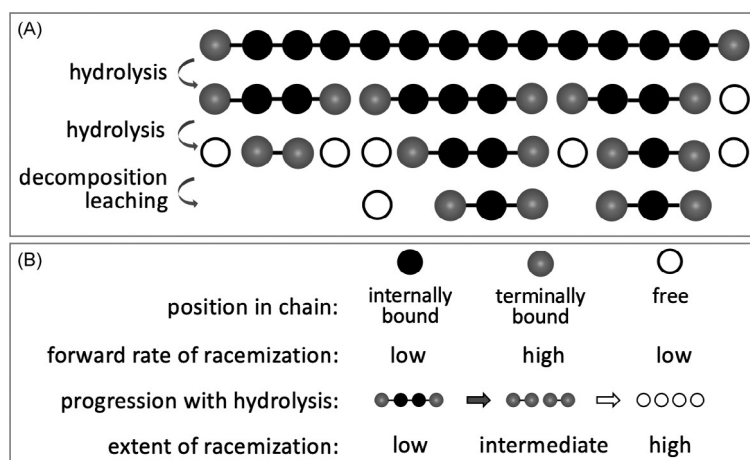 (A)
hydrolysis
hydrolysis
decomposition
leaching
(B)
position in chain: internally bound terminally bound free
forward rate of racemization: low high low
progression with hydrolysis:
extent of racemization: low intermediate high